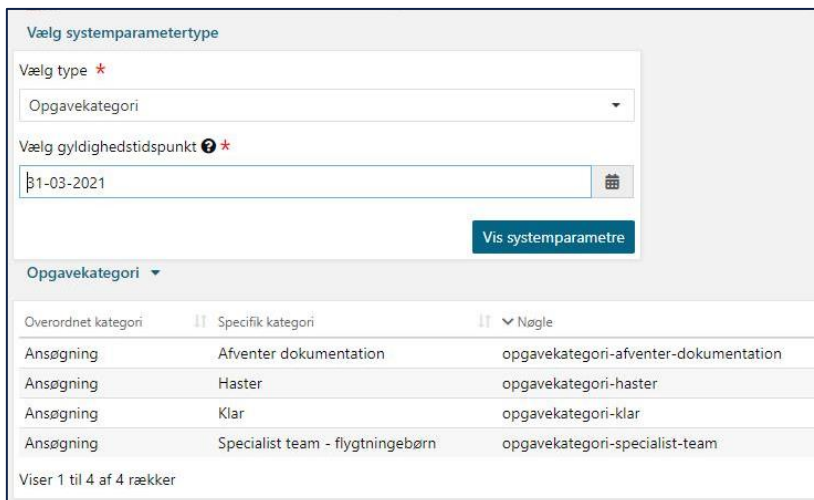 Vælg systemparametertype
Vælg type *
Opgavekategori
Vælg gyldighedstidspunkt ? *
31-03-2021
Vis systemparametre
Opgavekategori
Overordnet kategori Specifik kategori Nøgle
Ansøgning Afventer dokumentation opgavekategori-afventer-dokumentation
Ansøgning Haster opgavekategori-haster
Ansøgning Klar opgavekategori-klar
Ansøgning Specialist team - flygtningebørn opgavekategori-specialist-team
Viser 1 til 4 af 4 rækker